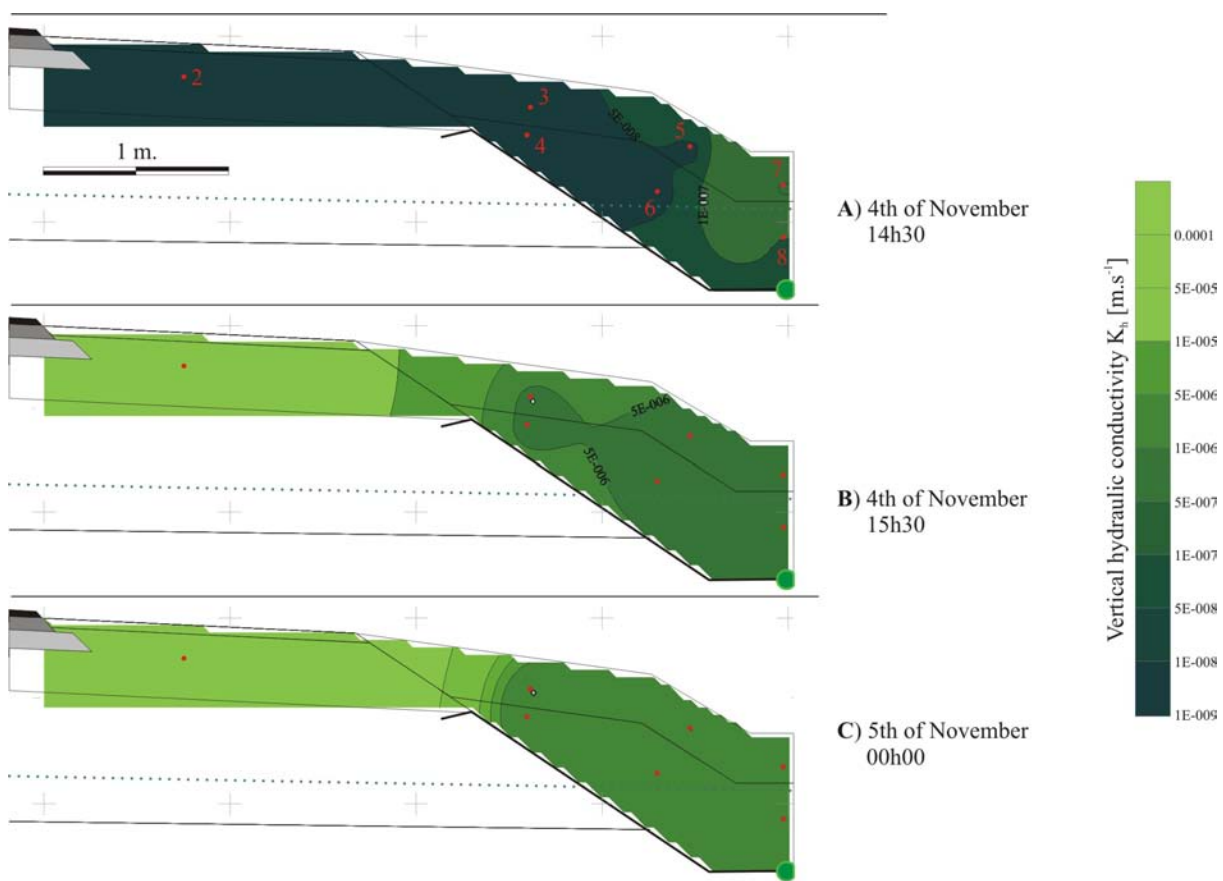 2
3
4
5
6
7
8
5E-008
1E-007
1 m.
A) 4th of November
14h30
5E-006
5E-006
B) 4th of November
15h30
C) 5th of November
00h00
Vertical hydraulic conductivity Kh [m.s-1]
0.0001
5E-005
1E-005
5E-006
1E-006
5E-007
1E-007
5E-008
1E-008
1E-009